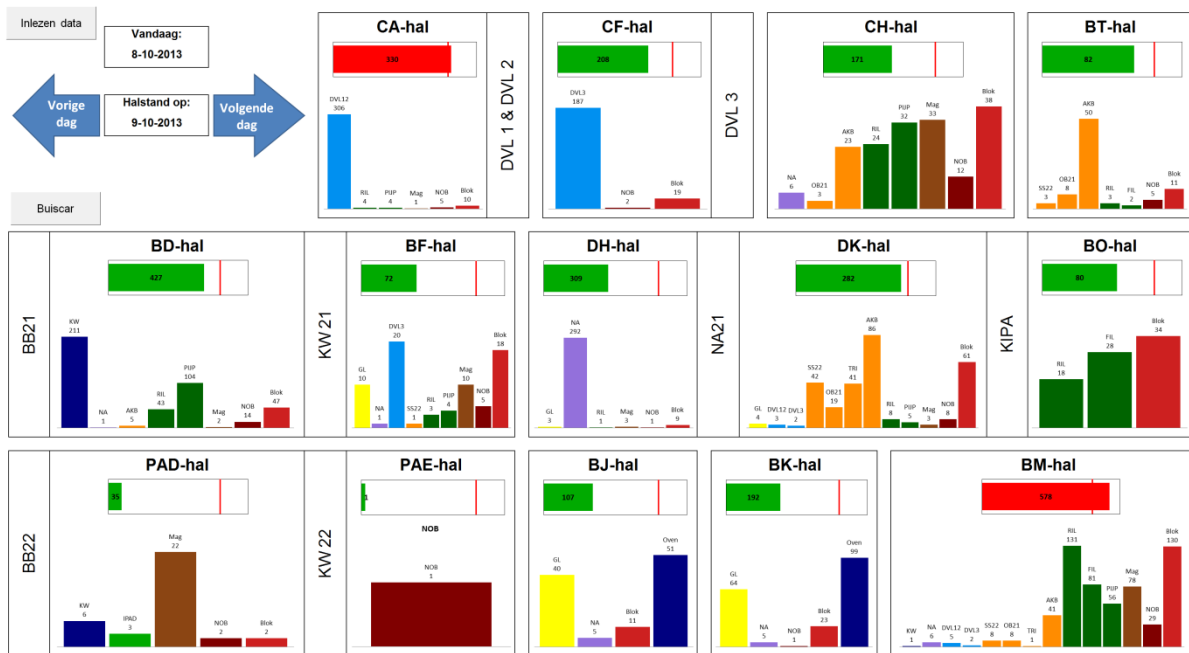 Inlezen data
Vandaag:
8-10-2013
Vorige
dag
Halstand op:
9-10-2013
Volgende
dag
Buiscar
CA-hal
330
DVL12
306
RIL
4
PIJP
4
Mag
1
NOB
5
Blok
10
DVL 1 & DVL 2
CF-hal
208
DVL3
187
NOB
2
Blok
19
DVL 3
CH-hal
171
NA
6
OB21
3
AKB
23
RIL
24
PIJP
32
Mag
33
NOB
12
Blok
38
BT-hal
82
SS22
3
OB21
8
AKB
50
RIL
3
FIL
2
NOB
5
Blok
11
BB21
BD-hal
427
KW
211
NA
1
AKB
5
RIL
43
PIJP
104
Mag
2
NOB
14
Blok
47
KW 21
BF-hal
72
GL
10
NA
1
DVL3
20
SS22
1
RIL
3
PIJP
4
Mag
10
NOB
5
Blok
18
DH-hal
309
GL
3
NA
292
RIL
1
Mag
3
NOB
1
Blok
9
NA21
DK-hal
282
GL
4
DVL12
3
DVL3
2
SS22
42
OB21
19
TRI
41
AKB
86
RIL
8
PIJP
5
Mag
3
NOB
8
Blok
61
KIPA
BO-hal
80
RIL
18
FIL
28
Blok
34
BB22
PAD-hal
35
KW
6
IPAD
3
Mag
22
NOB
2
Blok
2
KW 22
PAE-hal
1
NOB
NOB
1
BJ-hal
107
GL
40
NA
5
Blok
11
Oven
51
BK-hal
192
GL
64
NA
5
NOB
1
Blok
23
Oven
99
BM-hal
578
KW
1
NA
6
DVL12
5
DVL3
2
SS22
8
OB21
8
TRI
1
AKB
41
RIL
131
FIL
81
PIJP
56
Mag
78
NOB
29
Blok
130